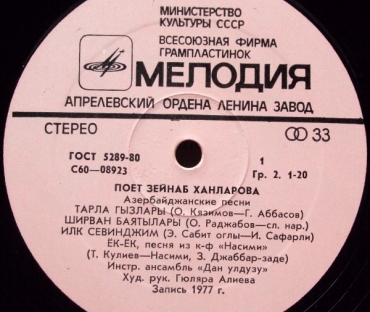 МИНИСТЕРСТВО
КУЛЬТУРЫ СССР
ВСЕСОЮЗНАЯ ФИРМА
ГРАМПЛАСТИНОК
МЕЛОДИЯ
АПРЕЛЕВСКИЙ ОРДЕНА ЛЕНИНА ЗАВОД
СТЕРЕО 33
ГОСТ 5289-80 1
С60—08923 Гр. 2. 1-20
ПОЕТ ЗЕЙНАБ ХАНЛАРОВА
Азербайджанские песни
ТАРЛА ГЫЗЛАРЫ (О. Кязимов—Г. Аббасов)
ШИРВАН БАЯТЫЛАРЫ (О. Раджабов—сл. нар.)
ИЛК СЕВИНДЖИМ (Э. Сабит оглы—И. Сафарли)
ЁК-ЁК, песня из к-ф «Насими»
(Т. Кулиев—Насими, З. Джаббар-заде)
Инстр. ансамбль «Дан улдузу»
Худ. рук. Гюляра Алиева
Запись 1977 г.